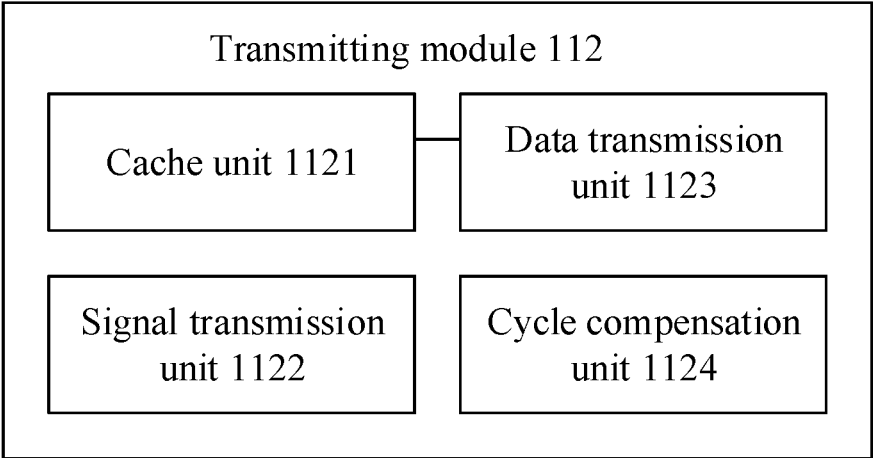 Transmitting module 112
Cache unit 1121
Data transmission
unit 1123
Signal transmission
unit 1122
Cycle compensation
unit 1124